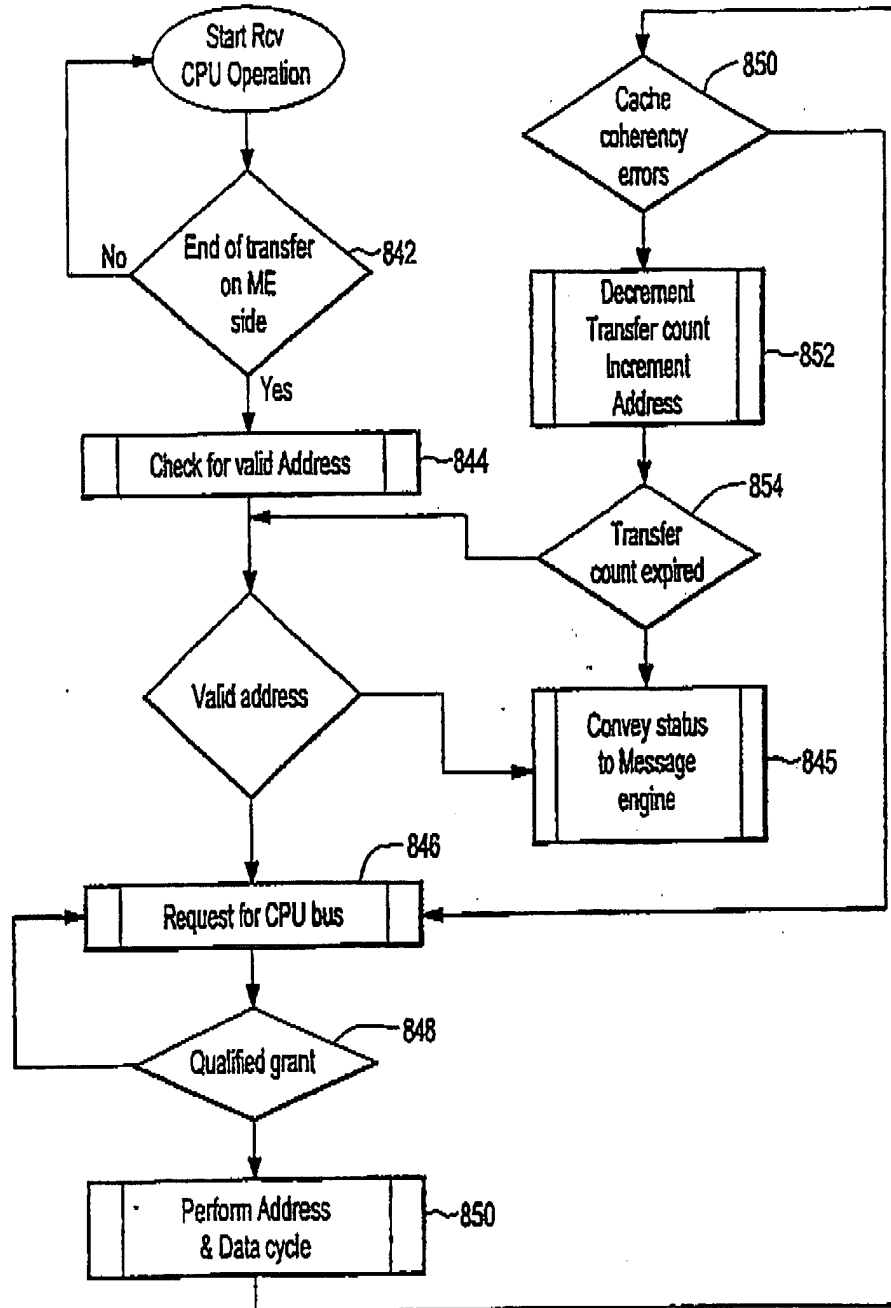 Start Rcv
CPU Operation
End of transfer
on ME
side
842
No
Yes
Check for valid Address
844
Valid address
846
Request for CPU bus
Qualified grant
848
Perform Address
& Data cycle
850
850
Cache
coherency
errors
Decrement
Transfer count
Increment
Address
852
854
Transfer
count expired
Convey status
to Message
engine
845